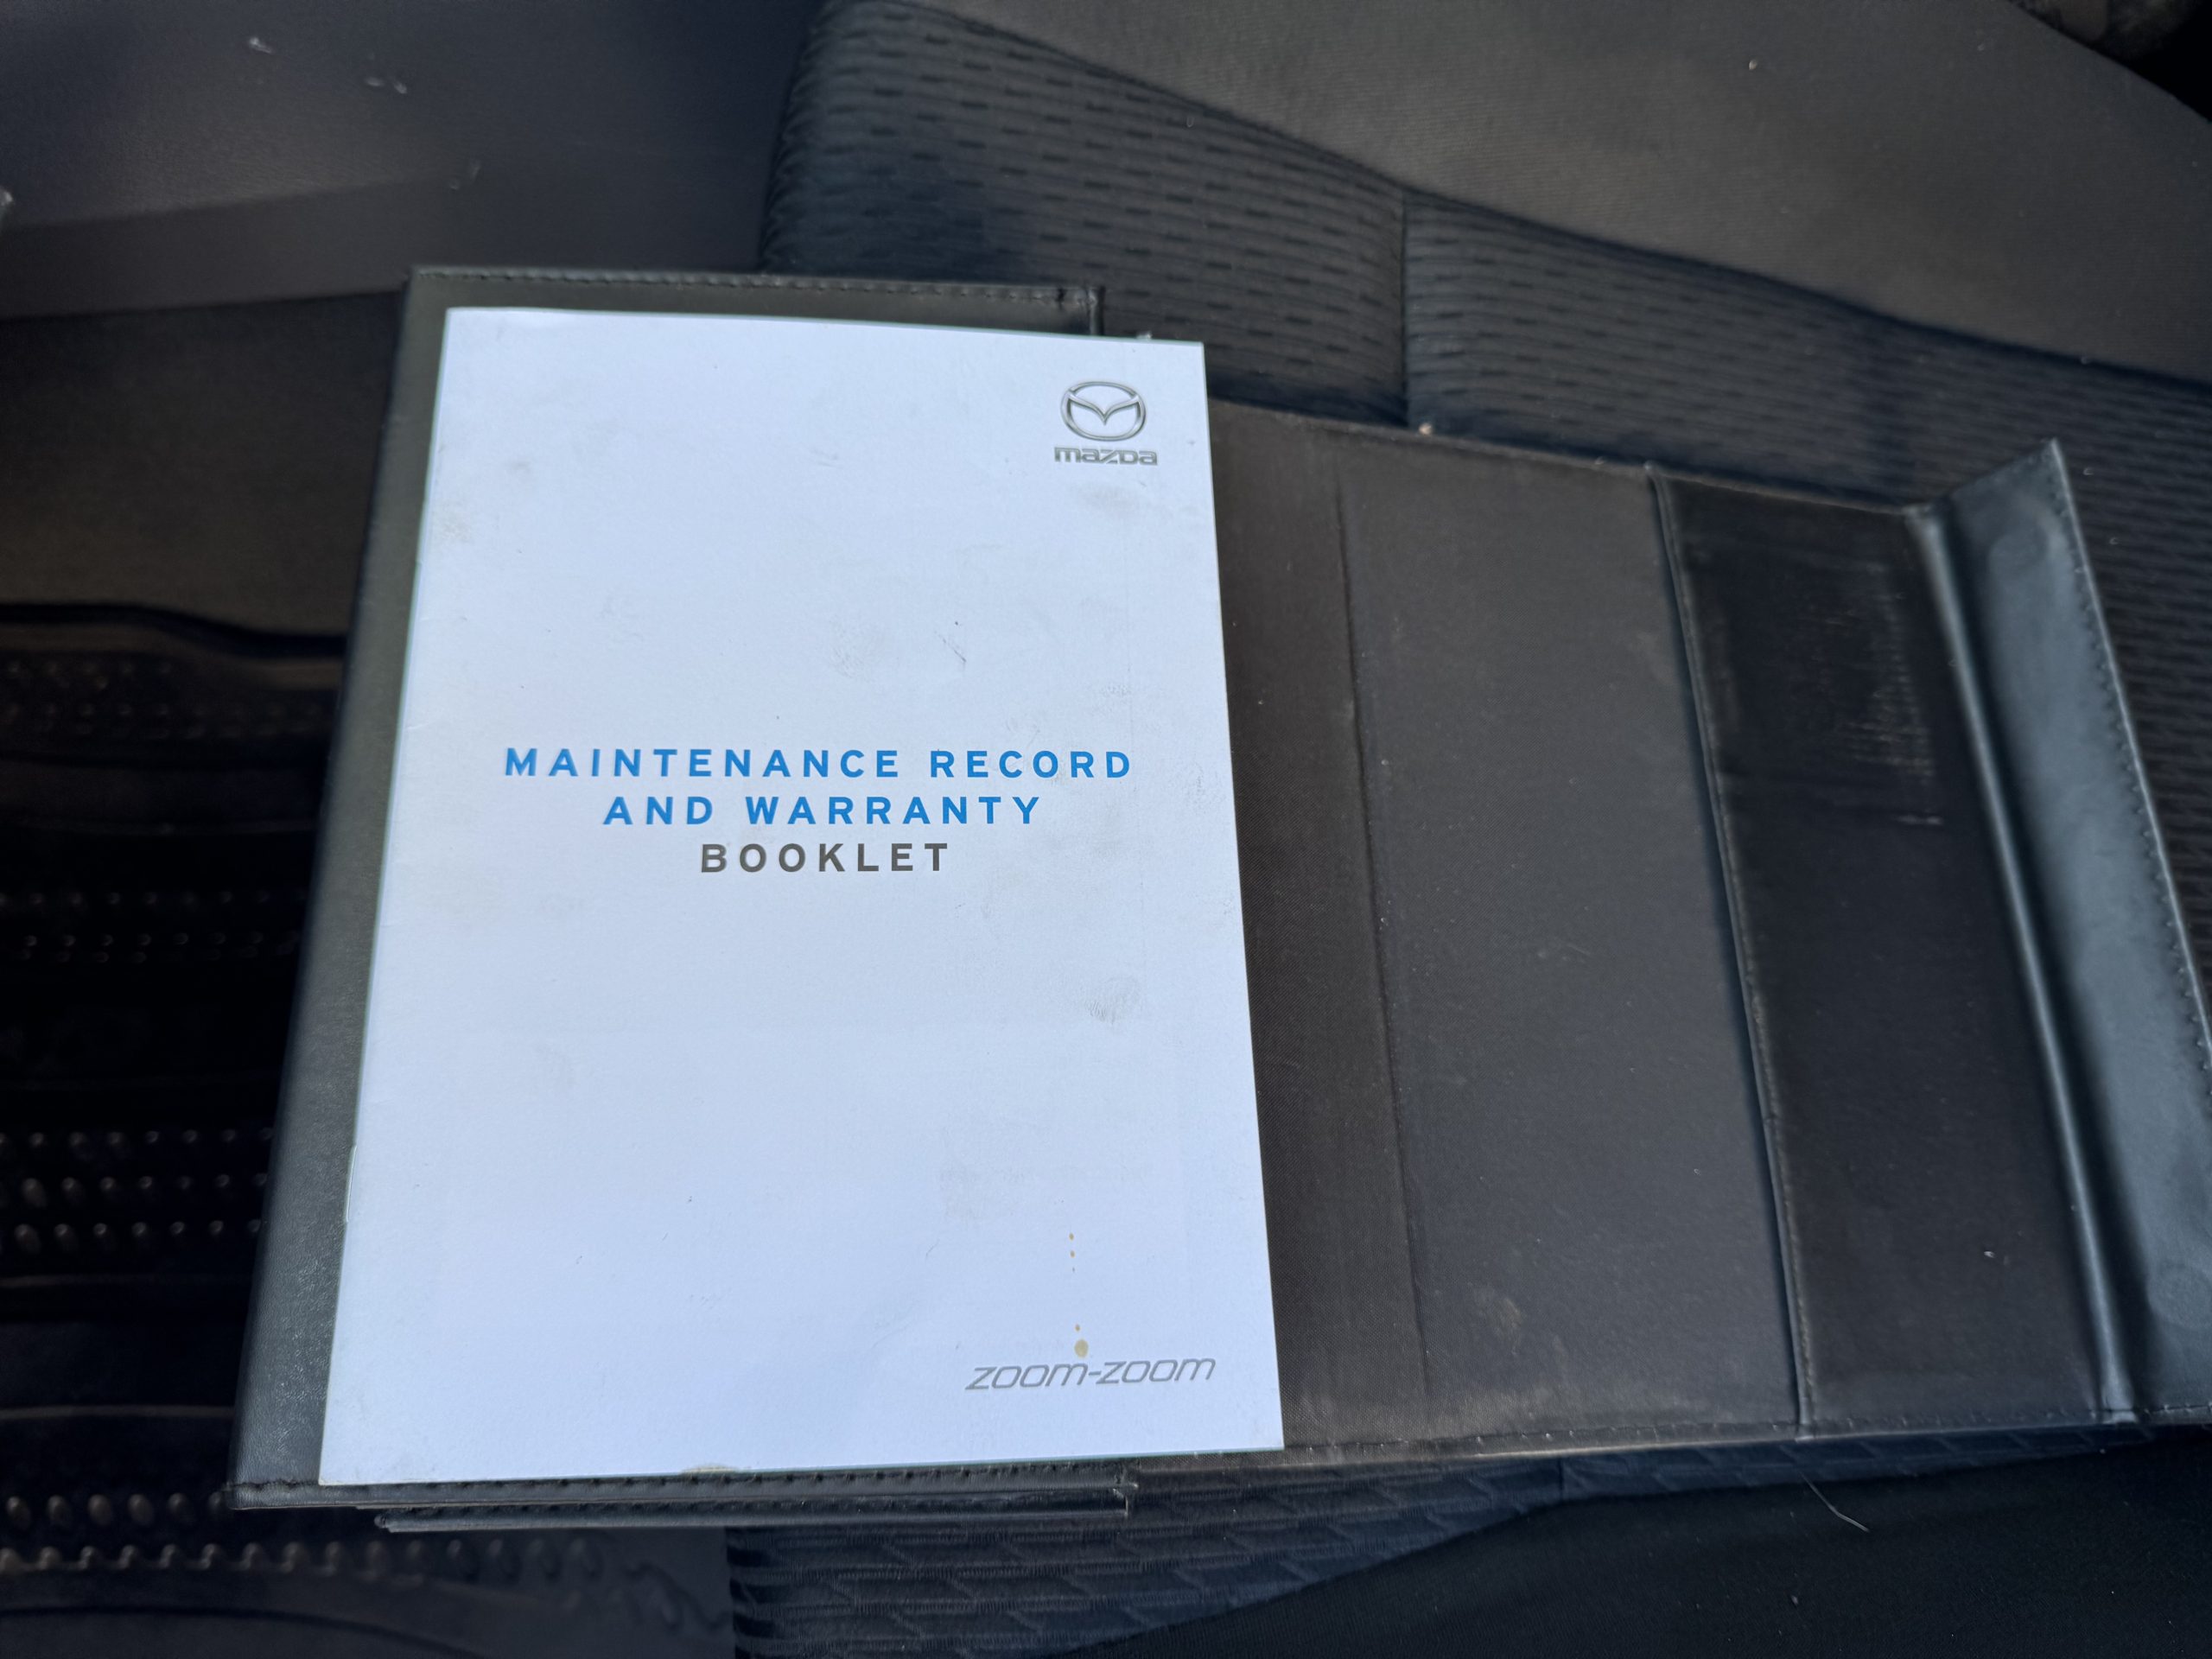 mazda
MAINTENANCE RECORD
AND WARRANTY
BOOKLET
zoom-zoom